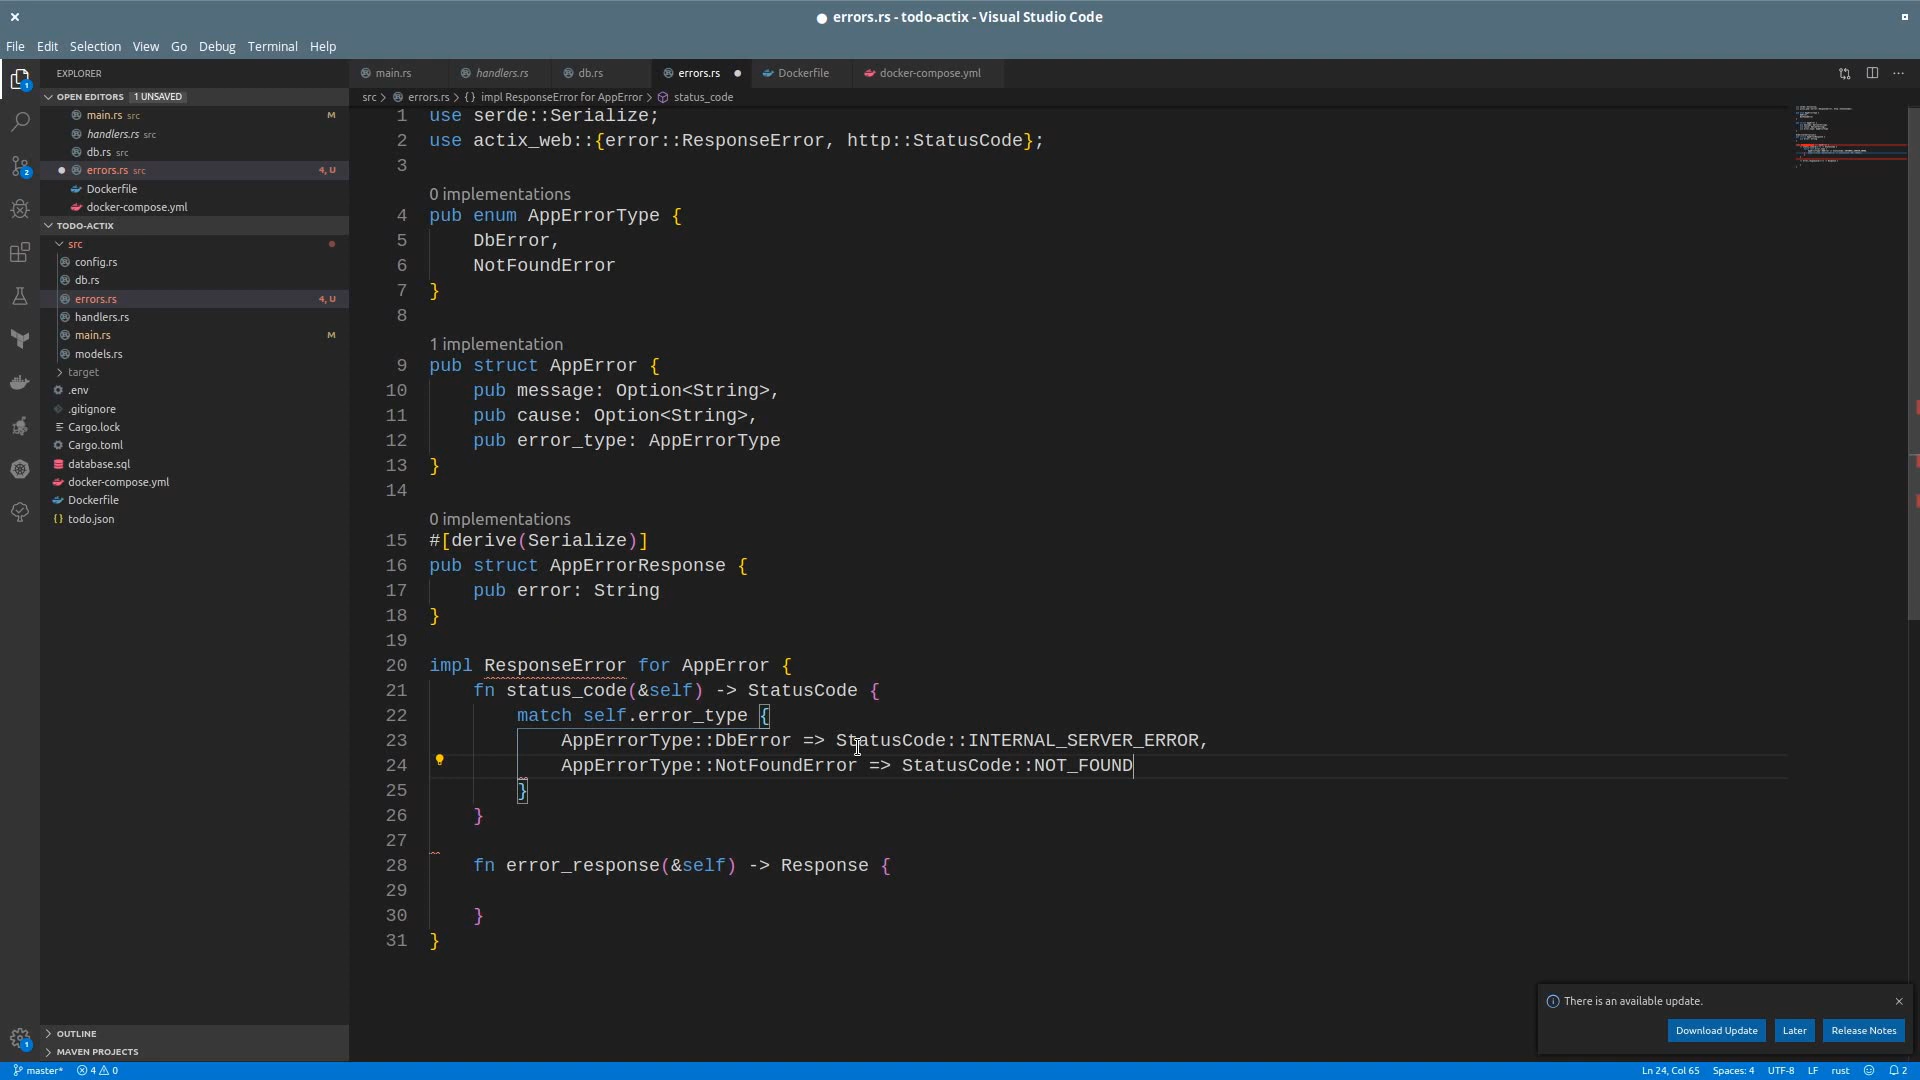 errors.rs - todo-actix - Visual Studio Code
File Edit Selection View Go Debug Terminal Help
EXPLORER
OPEN EDITORS 1 UNSAVED
main.rs src M
handlers.rs src
db.rs src
errors.rs src 4, U
Dockerfile
docker-compose.yml
TODO-ACTIX
src
config.rs
db.rs
errors.rs 4, U
handlers.rs
main.rs M
models.rs
target
.env
.gitignore
Cargo.lock
Cargo.toml
database.sql
docker-compose.yml
Dockerfile
todo.json
OUTLINE
MAVEN PROJECTS
1
2
1
main.rs handlers.rs db.rs errors.rs Dockerfile docker-compose.yml
src > errors.rs > {} impl ResponseError for AppError > status_code
1 use serde::Serialize;
2 use actix_web::{error::ResponseError, http::StatusCode};
3
0 implementations
4 pub enum AppErrorType {
5 DbError,
6 NotFoundError
7 }
8
1 implementation
9 pub struct AppError {
10 pub message: Option<String>,
11 pub cause: Option<String>,
12 pub error_type: AppErrorType
13 }
14
0 implementations
15 #[derive(Serialize)]
16 pub struct AppErrorResponse {
17 pub error: String
18 }
19
20 impl ResponseError for AppError {
21 fn status_code(&self) -> StatusCode {
22 match self.error_type {
23 AppErrorType::DbError => StatusCode::INTERNAL_SERVER_ERROR,
24 AppErrorType::NotFoundError => StatusCode::NOT_FOUND
25 }
26 }
27
28 fn error_response(&self) -> Response {
29
30 }
31 }
There is an available update.
Download Update Later Release Notes
master* 4 0 Ln 24, Col 65 Spaces: 4 UTF-8 LF rust 2